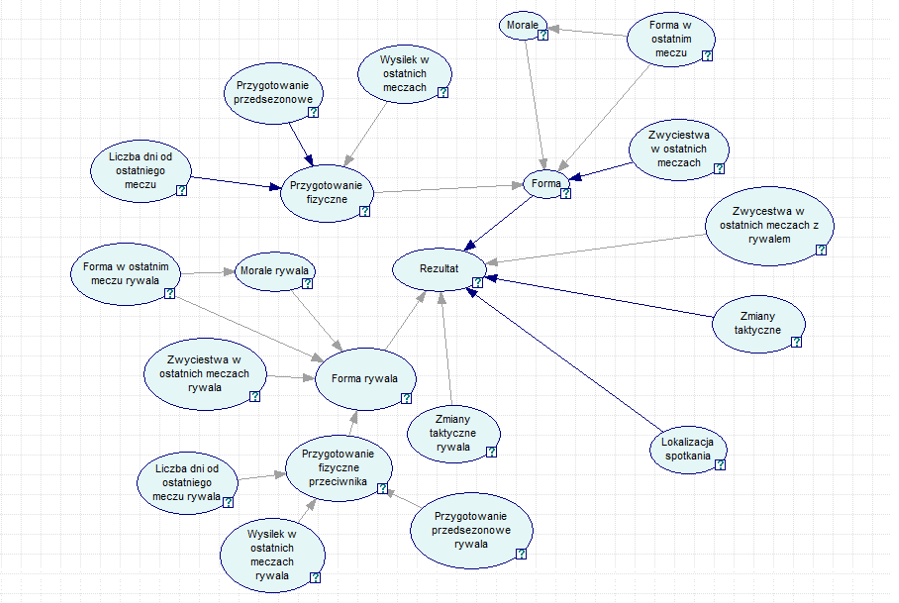 Morale
Forma w
ostatnim
meczu
Wysilek w
ostatnich
meczach
Przygotowanie
przedsezonowe
Zwyciestwa
w ostatnich
meczach
Liczba dni od
ostatniego
meczu
Przygotowanie
fizyczne
Forma
Zwycestwa w
ostatnich meczach z
rywalem
Forma w ostatnim
meczu rywala
Morale rywala
Rezultat
Zmiany
taktyczne
Zwyciestwa w
ostatnich meczach
rywala
Forma rywala
Zmiany
taktyczne
rywala
Lokalizacja
spotkania
Przygotowanie
fizyczne
przeciwnika
Liczba dni od
ostatniego
meczu rywala
Przygotowanie
przedsezonowe
rywala
Wysilek w
ostatnich
meczach
rywala